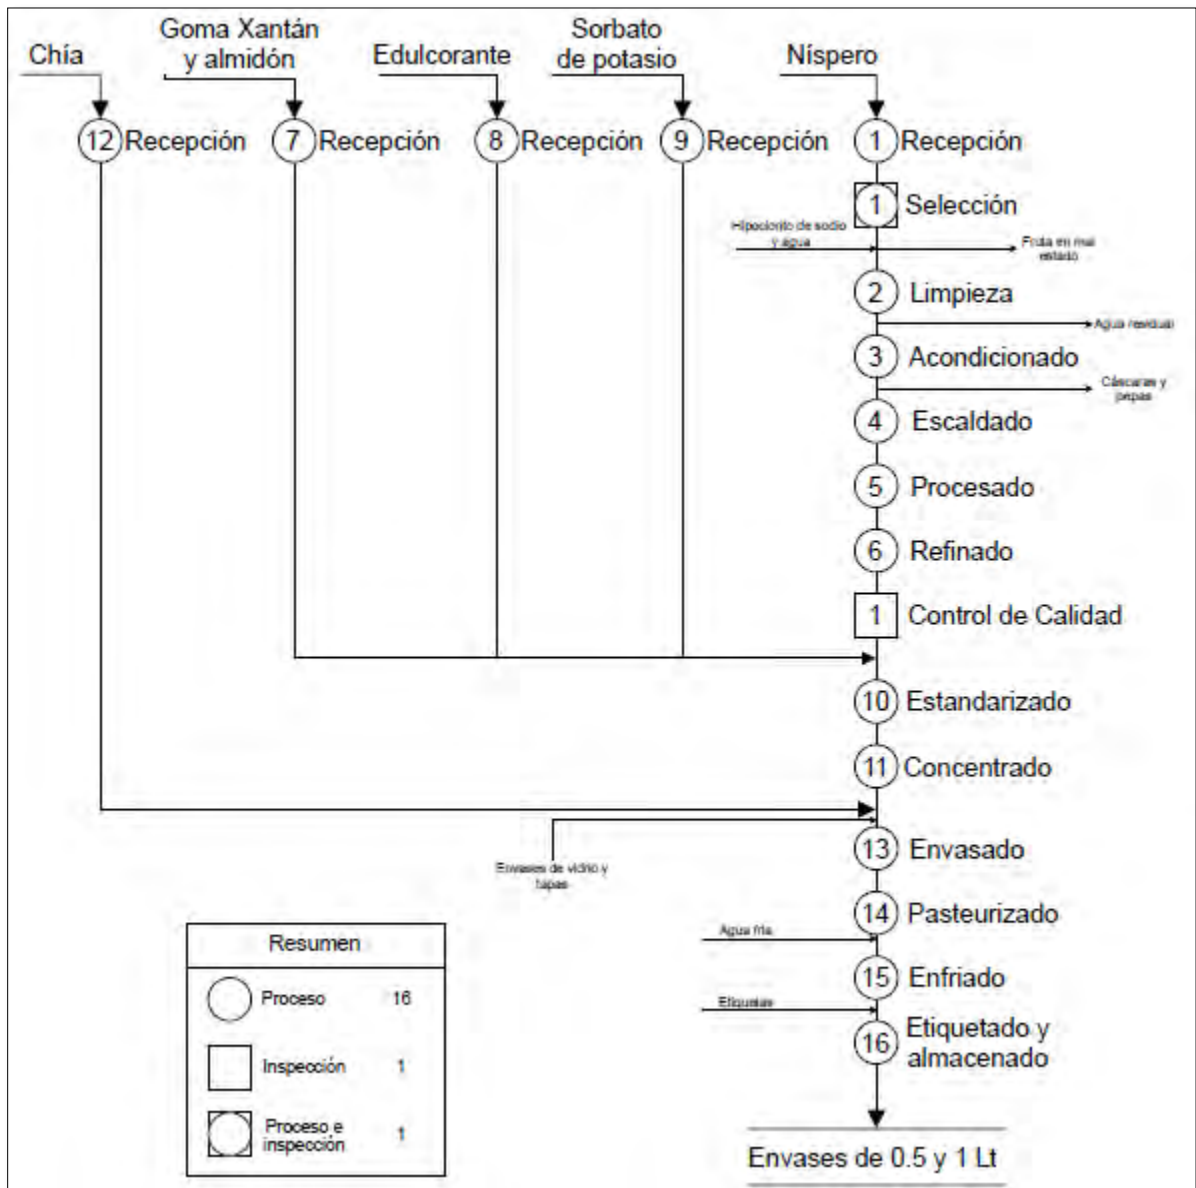 Chía
Goma Xantán
y almidón
Edulcorante
Sorbato
de potasio
Níspero
12 Recepción
7 Recepción
8 Recepción
9 Recepción
1 Recepción
1 Selección
Hipoclorito de sodio
y agua
Fruta en mal
estado
2 Limpieza
Agua residual
3 Acondicionado
Cáscaras y
pepas
4 Escaldado
5 Procesado
6 Refinado
1 Control de Calidad
10 Estandarizado
11 Concentrado
Envases de vidrio y
tapas
13 Envasado
14 Pasteurizado
Agua fría
15 Enfriado
Etiquetas
16 Etiquetado y
almacenado
Resumen
Proceso 16
Inspección 1
Proceso e
inspección 1
Envases de 0.5 y 1 Lt